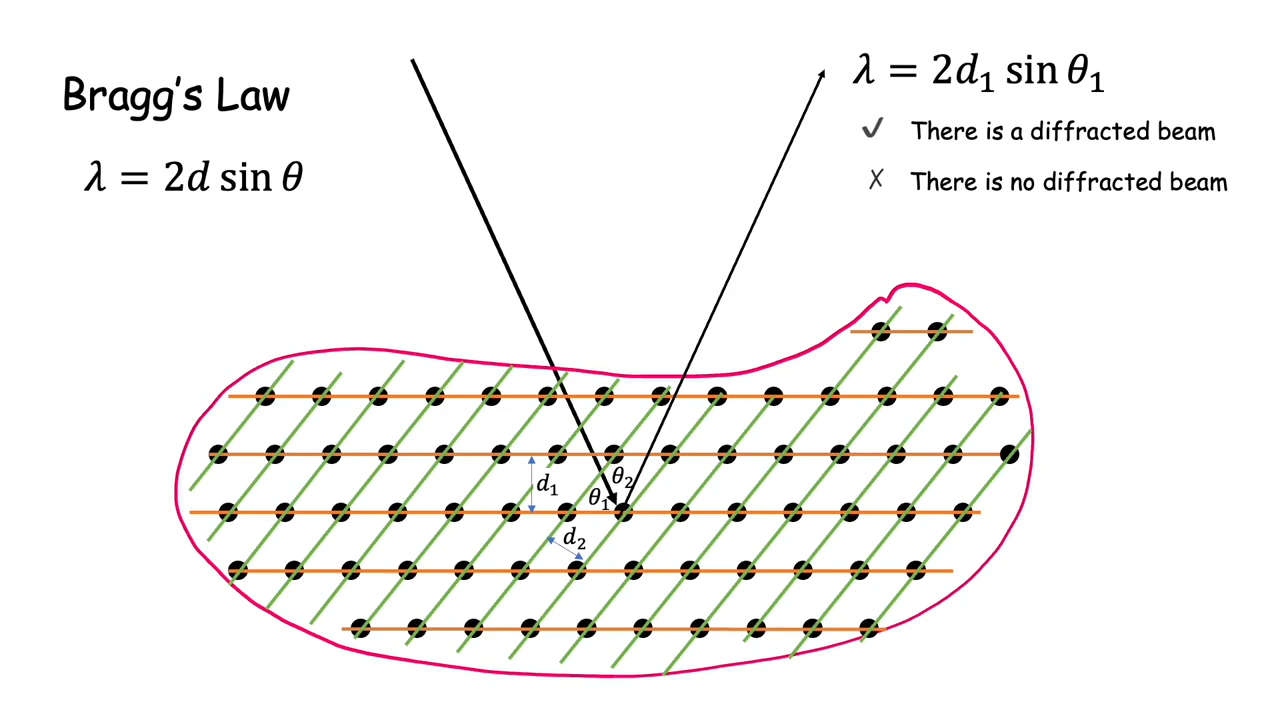 Bragg's Law
λ = 2d sin θ
λ = 2d₁ sin θ₁
✓ There is a diffracted beam
X There is no diffracted beam
θ₂
d₁
θ₁
d₂